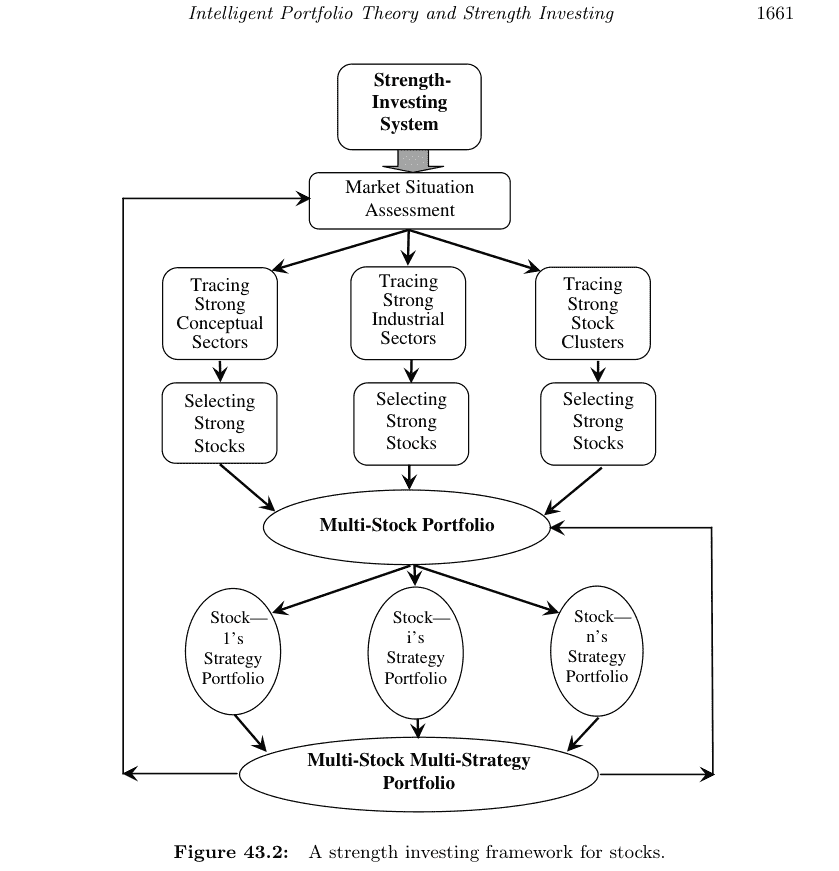 Intelligent Portfolio Theory and Strength Investing 1661
Strength-
Investing
System
Market Situation
Assessment
Tracing
Strong
Conceptual
Sectors
Tracing
Strong
Industrial
Sectors
Tracing
Strong
Stock
Clusters
Selecting
Strong
Stocks
Selecting
Strong
Stocks
Selecting
Strong
Stocks
Multi-Stock Portfolio
Stock—
1's
Strategy
Portfolio
Stock—
i's
Strategy
Portfolio
Stock—
n's
Strategy
Portfolio
Multi-Stock Multi-Strategy
Portfolio
Figure 43.2: A strength investing framework for stocks.